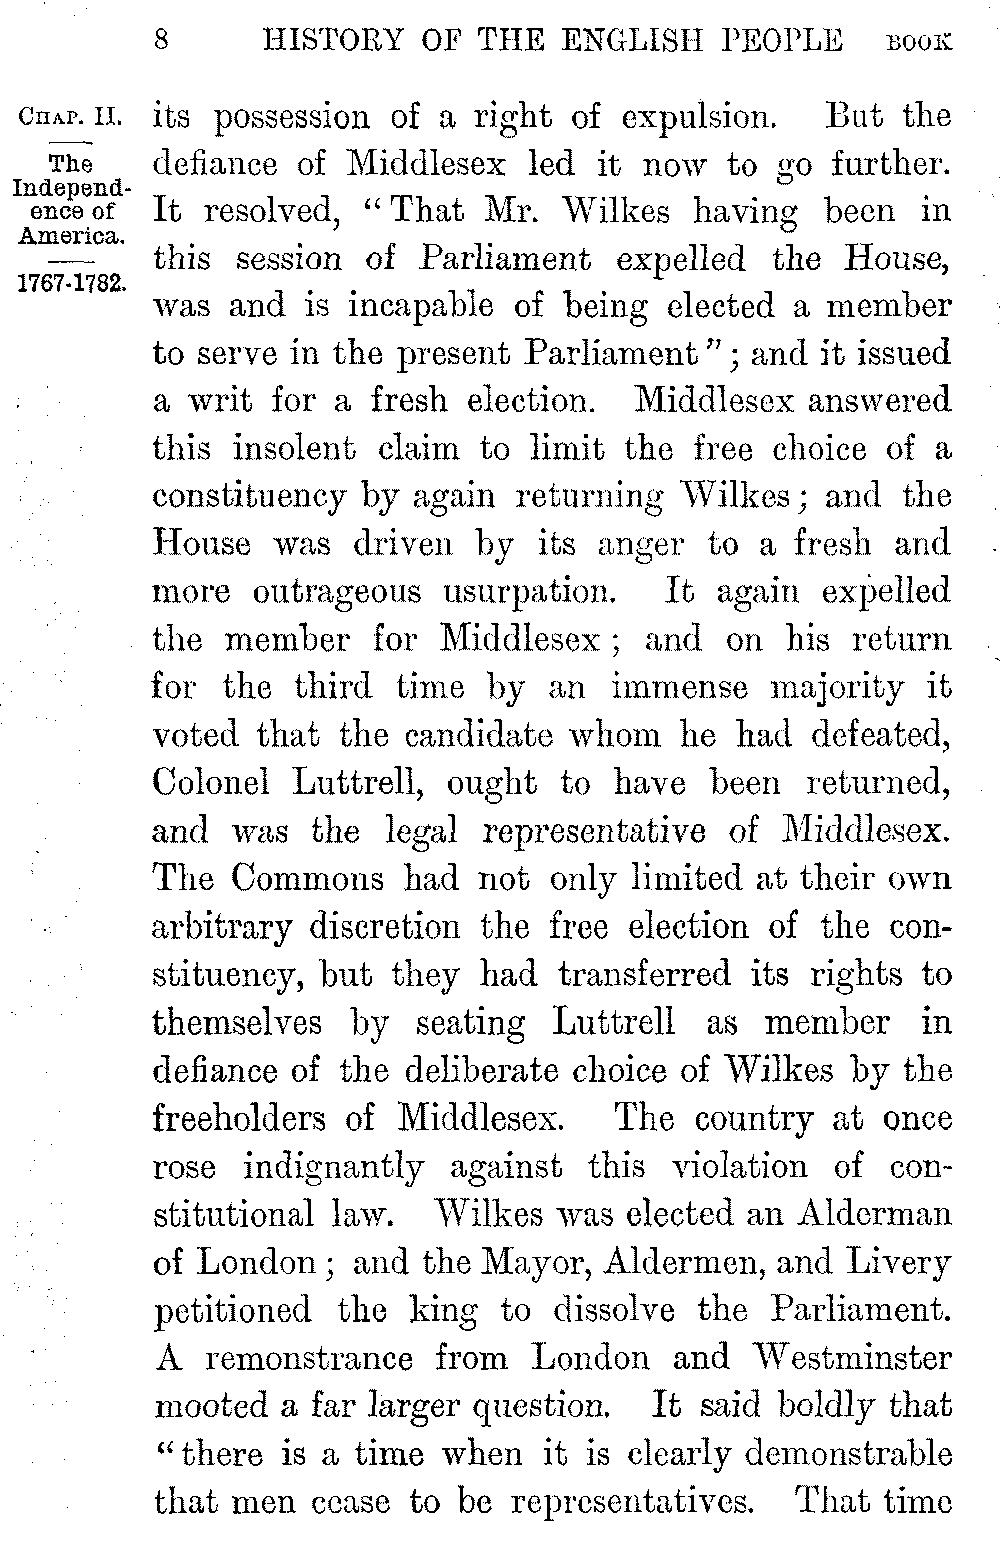 8 HISTORY OF THE ENGLISH PEOPLE BOOK
CHAP. II.
The
Independ-
ence of
America.
1767-1782.
its possession of a right of expulsion. But the
defiance of Middlesex led it now to go further.
It resolved, “That Mr. Wilkes having been in
this session of Parliament expelled the House,
was and is incapable of being elected a member
to serve in the present Parliament”; and it issued
a writ for a fresh election. Middlesex answered
this insolent claim to limit the free choice of a
constituency by again returning Wilkes; and the
House was driven by its anger to a fresh and
more outrageous usurpation. It again expelled
the member for Middlesex; and on his return
for the third time by an immense majority it
voted that the candidate whom he had defeated,
Colonel Luttrell, ought to have been returned,
and was the legal representative of Middlesex.
The Commons had not only limited at their own
arbitrary discretion the free election of the con-
stituency, but they had transferred its rights to
themselves by seating Luttrell as member in
defiance of the deliberate choice of Wilkes by the
freeholders of Middlesex. The country at once
rose indignantly against this violation of con-
stitutional law. Wilkes was elected an Alderman
of London; and the Mayor, Aldermen, and Livery
petitioned the king to dissolve the Parliament.
A remonstrance from London and Westminster
mooted a far larger question. It said boldly that
“there is a time when it is clearly demonstrable
that men cease to be representatives. That time